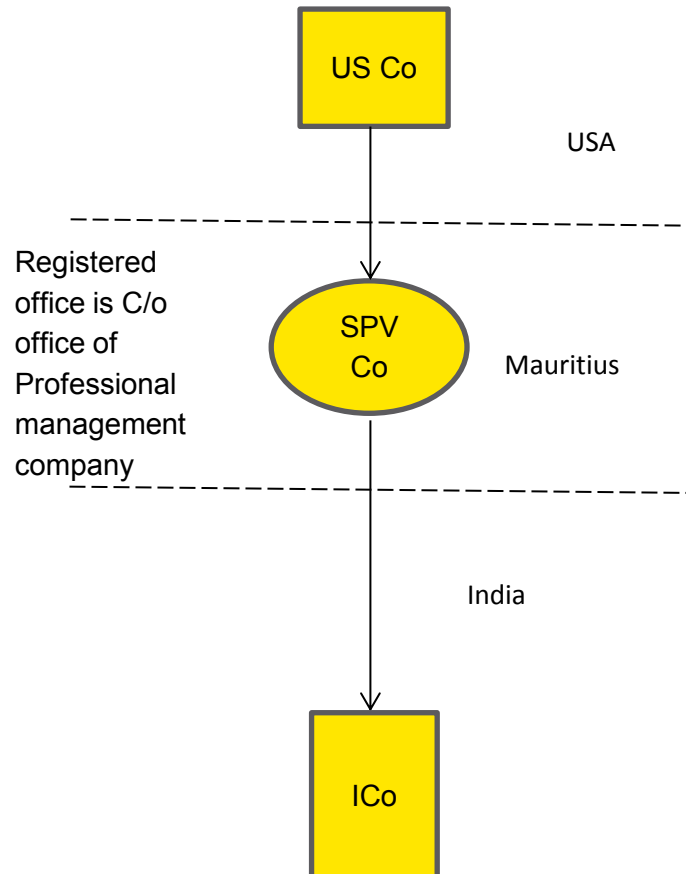 US Co
USA
Registered
office is C/o
office of
Professional
management
company
SPV
Co
Mauritius
India
ICo